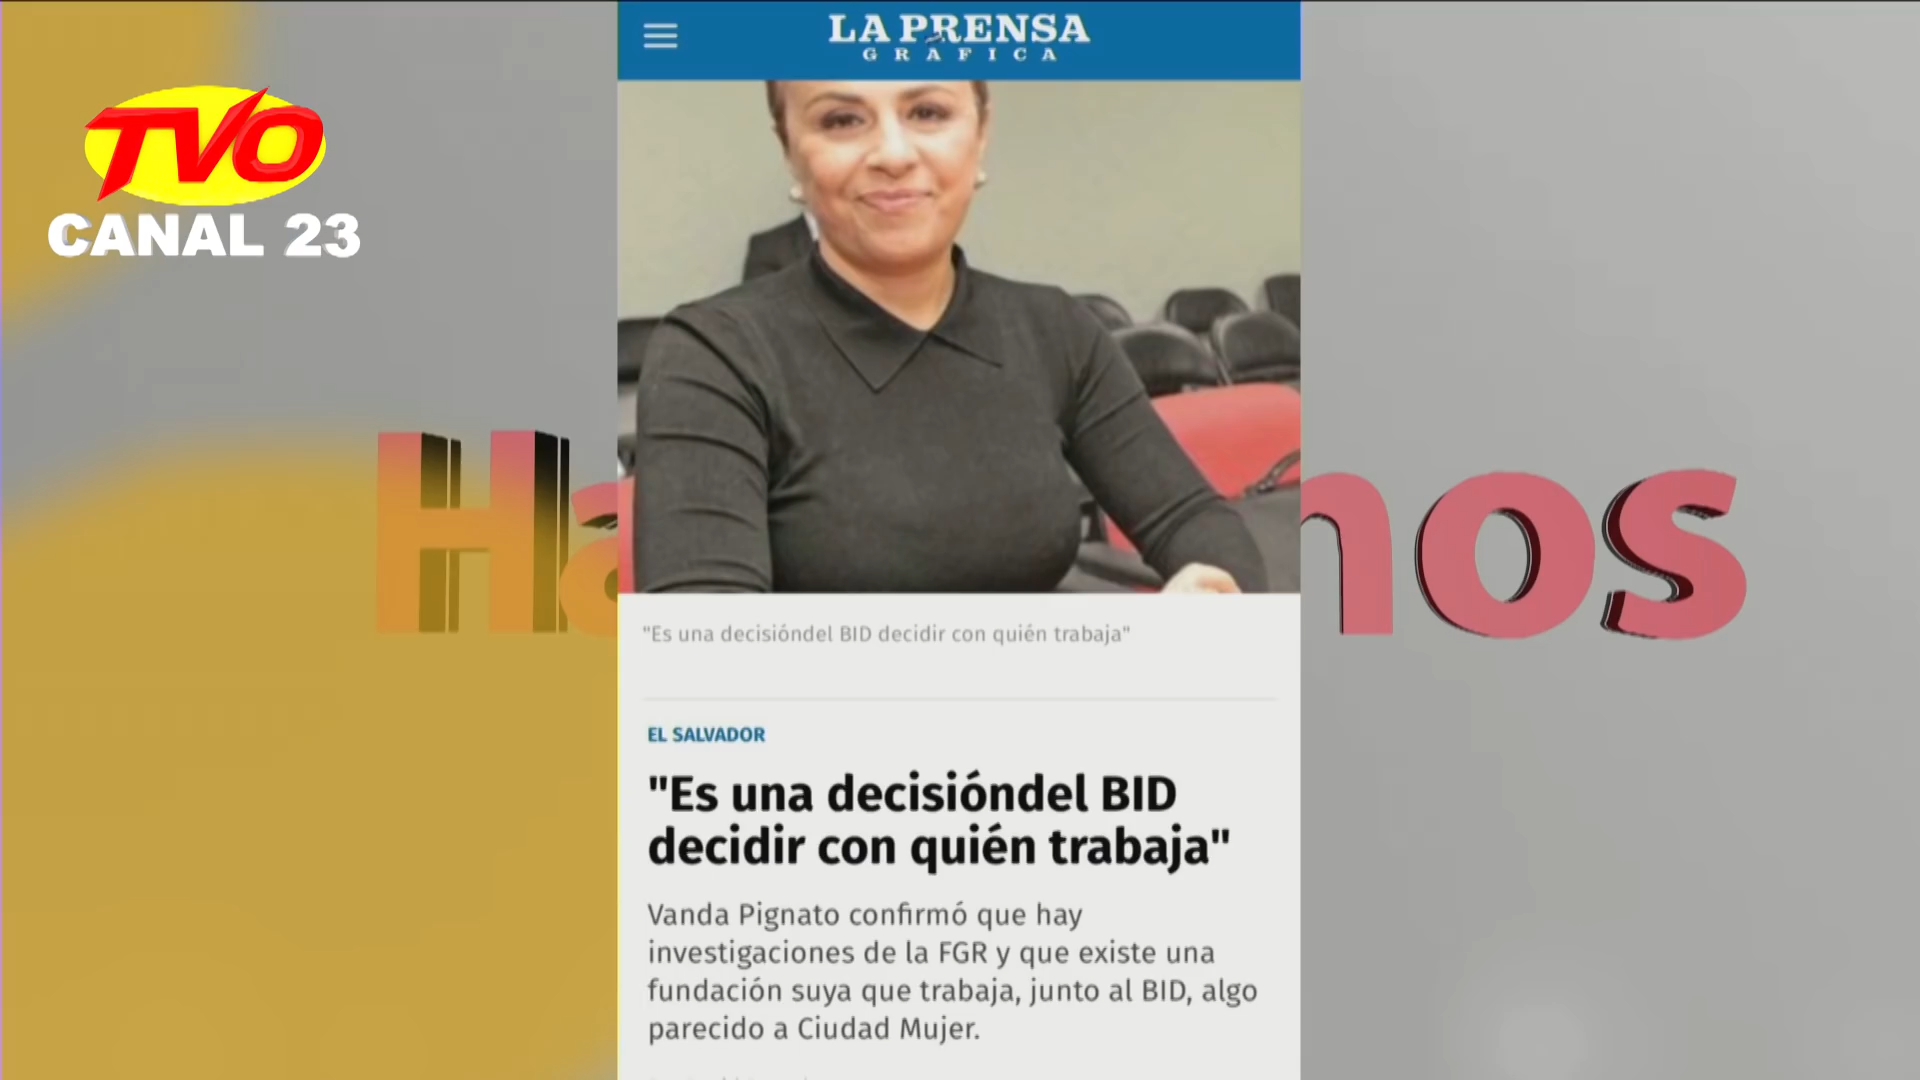 LA PRENSA
GRÁFICA
TVO
CANAL 23
"Es una decisióndel BID decidir con quién trabaja"
EL SALVADOR
"Es una decisióndel BID
decidir con quién trabaja"
Vanda Pignato confirmó que hay
investigaciones de la FGR y que existe una
fundación suya que trabaja, junto al BID, algo
parecido a Ciudad Mujer.